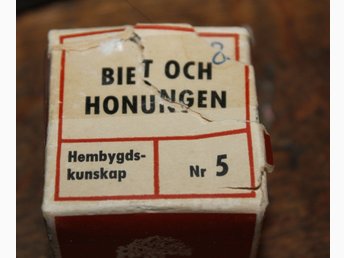 2
BIET OCH
HONUNGEN
Hembygds-
kunskap
Nr 5